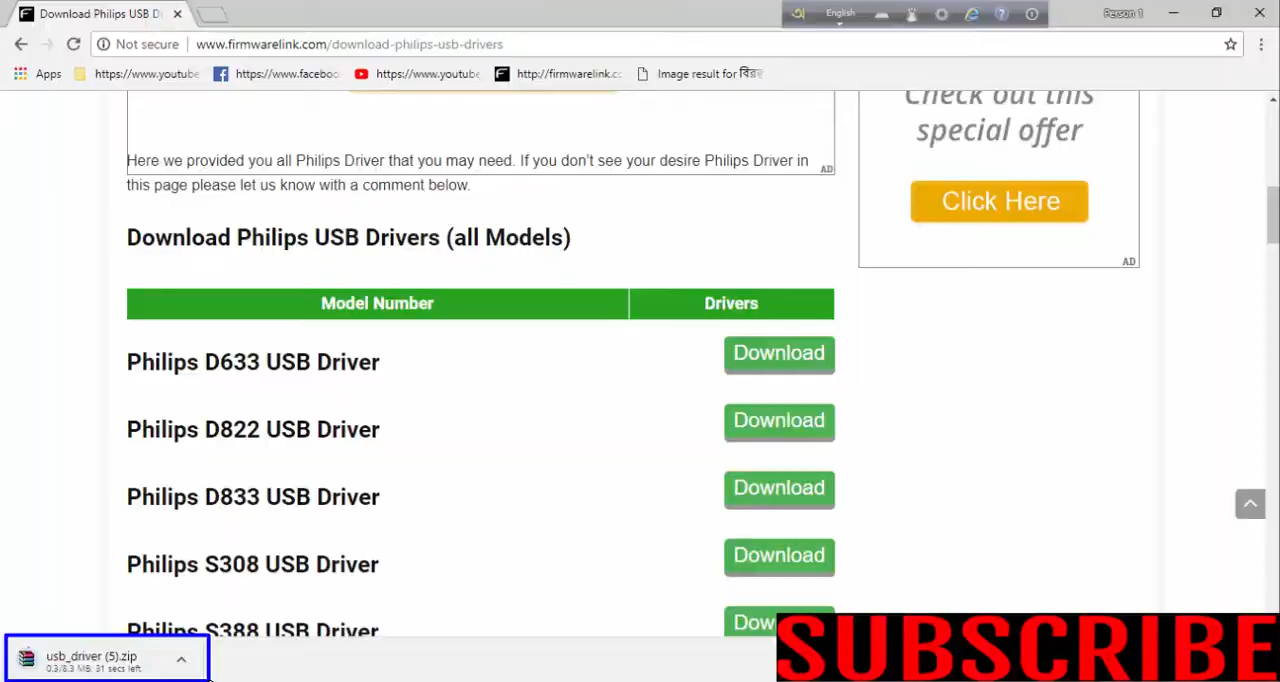 Download Philips USB D
English
Person 1
Not secure
www.firmwarelink.com/download-philips-usb-drivers
Apps
https://www.youtube
https://www.faceboo
https://www.youtube
http://firmwarelink.c
Image result for
Check out this
special offer
Click Here
AD
Here we provided you all Philips Driver that you may need. If you don't see your desire Philips Driver in
AD
this page please let us know with a comment below.
Download Philips USB Drivers (all Models)
Model Number
Drivers
Philips D633 USB Driver
Download
Philips D822 USB Driver
Download
Philips D833 USB Driver
Download
Philips S308 USB Driver
Download
Philips S388 USB Driver
Dow
usb_driver (5).zip
0.3/8.3 MB, 31 secs left
SUBSCRIBE